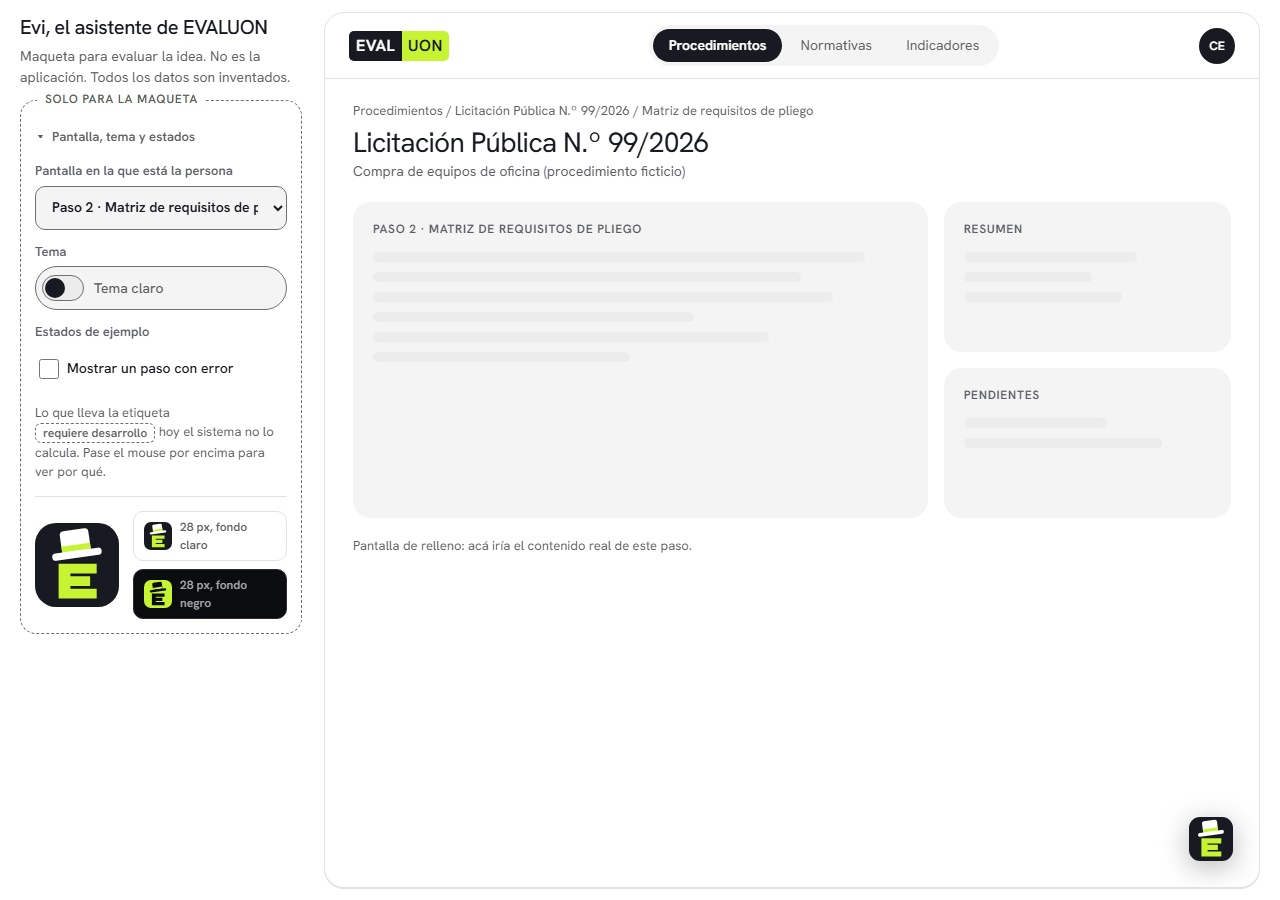 Evi, el asistente de EVALUON
Maqueta para evaluar la idea. No es la
aplicación. Todos los datos son inventados.
SOLO PARA LA MAQUETA
Pantalla, tema y estados
Pantalla en la que está la persona
Paso 2 · Matriz de requisitos de p
Tema
Tema claro
Estados de ejemplo
Mostrar un paso con error
Lo que lleva la etiqueta
requiere desarrollo hoy el sistema no lo
calcula. Pase el mouse por encima para
ver por qué.
E
28 px, fondo
claro
28 px, fondo
negro
EVAL UON
Procedimientos
Normativas
Indicadores
CE
Procedimientos / Licitación Pública N.º 99/2026 / Matriz de requisitos de pliego
Licitación Pública N.º 99/2026
Compra de equipos de oficina (procedimiento ficticio)
PASO 2 · MATRIZ DE REQUISITOS DE PLIEGO
RESUMEN
PENDIENTES
Pantalla de relleno: acá iría el contenido real de este paso.
E